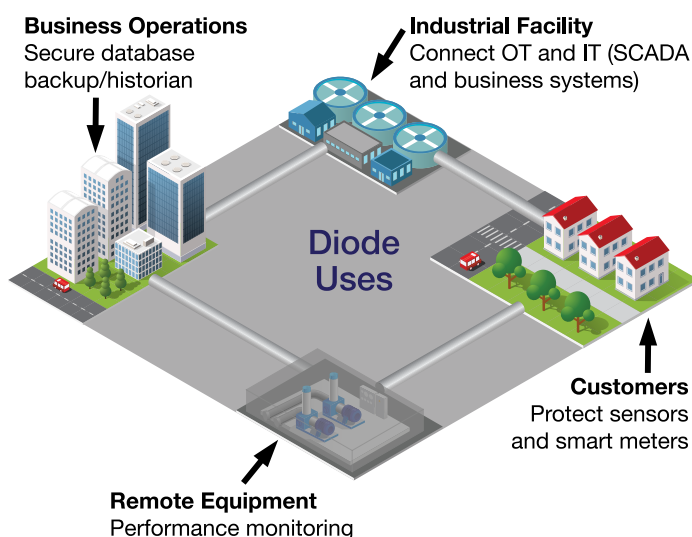 Business Operations
Secure database
backup/historian
Industrial Facility
Connect OT and IT (SCADA
and business systems)
Diode
Uses
Customers
Protect sensors
and smart meters
Remote Equipment
Performance monitoring